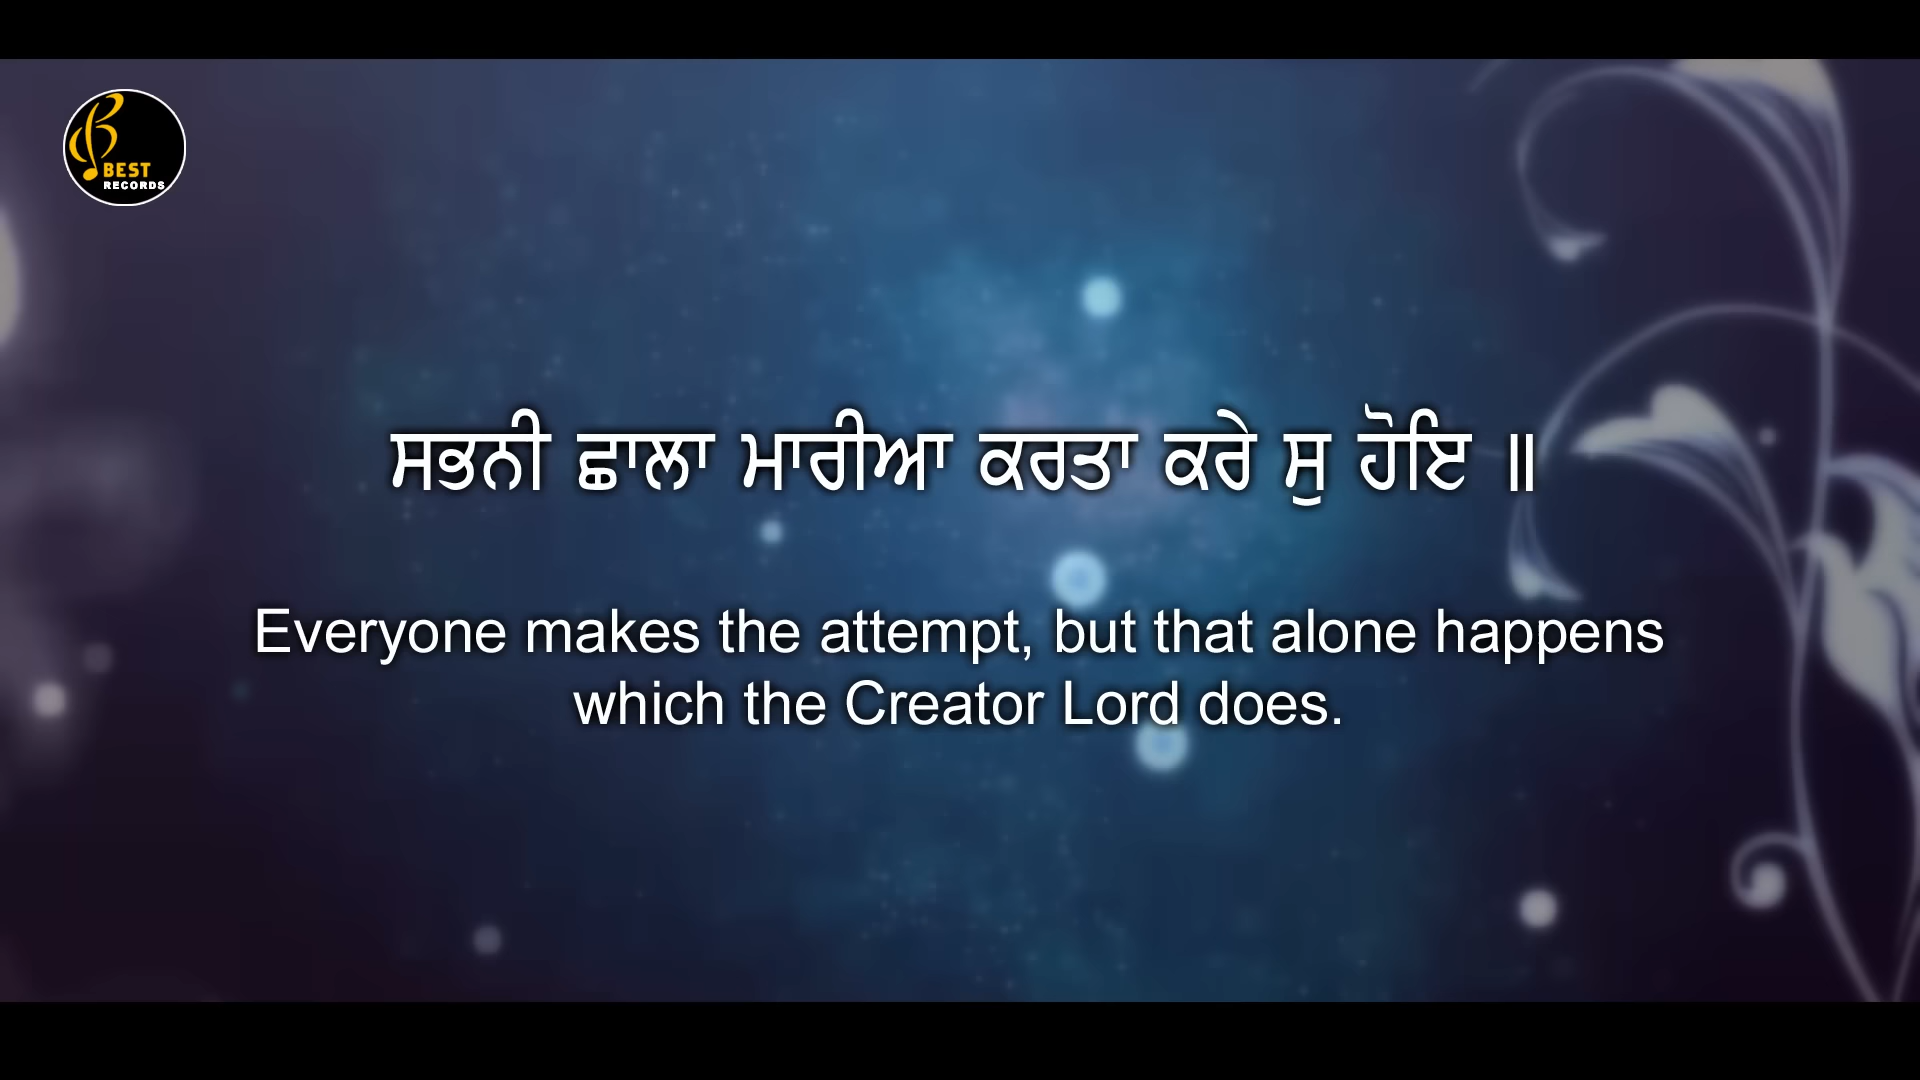 BEST
RECORDS
ਸਭਨੀ ਛਾਲਾ ਮਾਰੀਆ ਕਰਤਾ ਕਰੇ ਸੁ ਹੋਇ ॥
Everyone makes the attempt, but that alone happens
which the Creator Lord does.